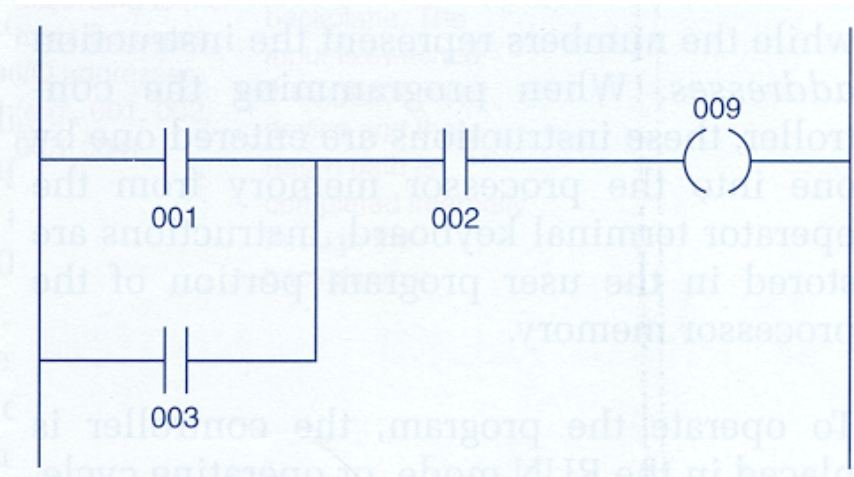 009
001
002
003
while the numbers represent the instruction
addresses. When programming the con-
troller, these instructions are entered one by
one into the processor memory from the
operator terminal keyboard. Instructions are
stored in the user program portion of the
processor memory.
To operate the program, the controller is
placed in the RUN mode, or operating cycle.